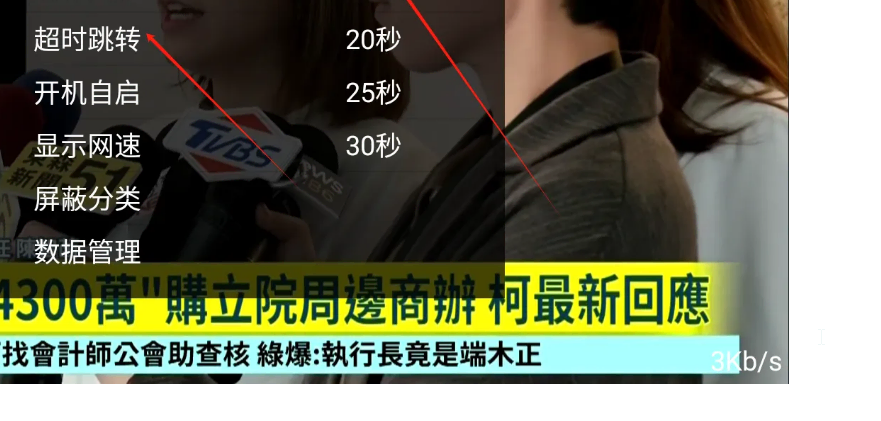 超时跳转 20秒
开机自启 25秒
显示网速 30秒
屏蔽分类
数据管理
TVBS
新聞
51
4300萬"購立院周邊商辦 柯最新回應
找會計師公會助查核 綠爆:執行長竟是端木正
3Kb/s